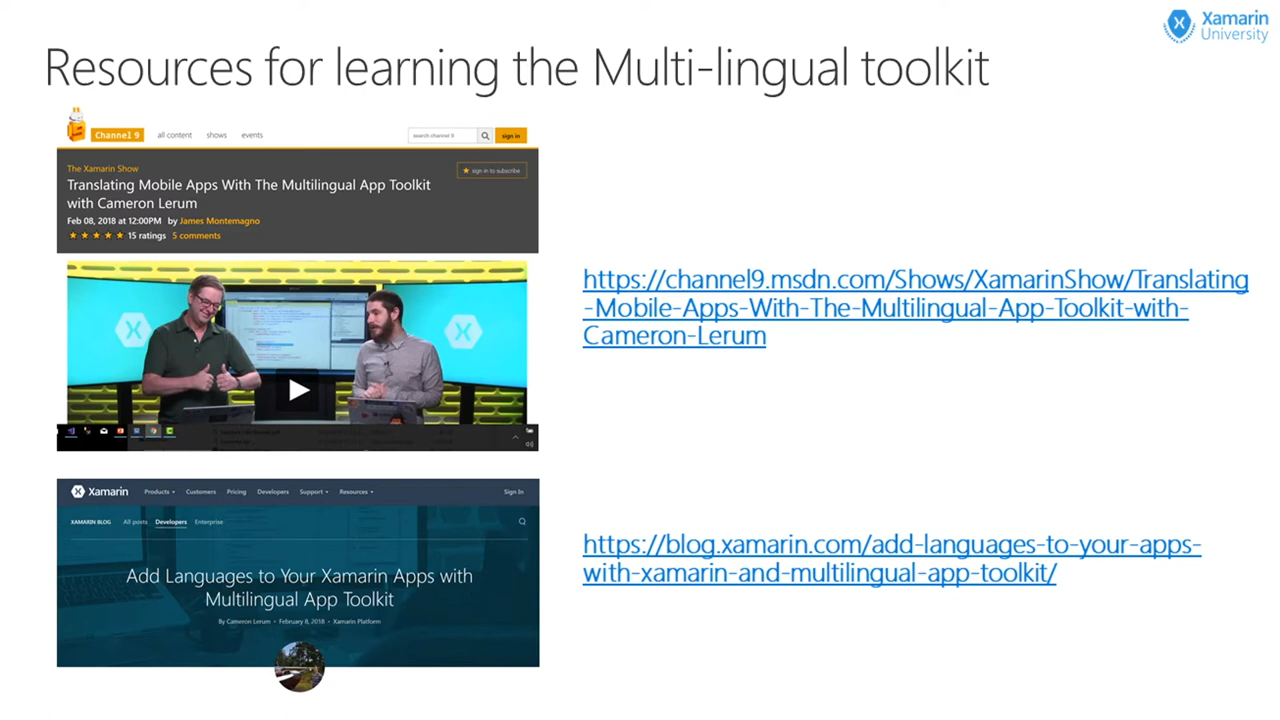 Xamarin
University
Resources for learning the Multi-lingual toolkit
Channel 9
all content shows events
search channel 9
sign in
The Xamarin Show
sign in to subscribe
Translating Mobile Apps With The Multilingual App Toolkit
with Cameron Lerum
Feb 08, 2018 at 12:00PM by James Montemagno
15 ratings 5 comments
https://channel9.msdn.com/Shows/XamarinShow/Translating
-Mobile-Apps-With-The-Multilingual-App-Toolkit-with-
Cameron-Lerum
Xamarin Products Customers Pricing Developers Support Resources Sign In
XAMARIN BLOG All posts Developers Enterprise
Add Languages to Your Xamarin Apps with
Multilingual App Toolkit
By Cameron Lerum • February 8, 2018 • Xamarin Platform
https://blog.xamarin.com/add-languages-to-your-apps-
with-xamarin-and-multilingual-app-toolkit/